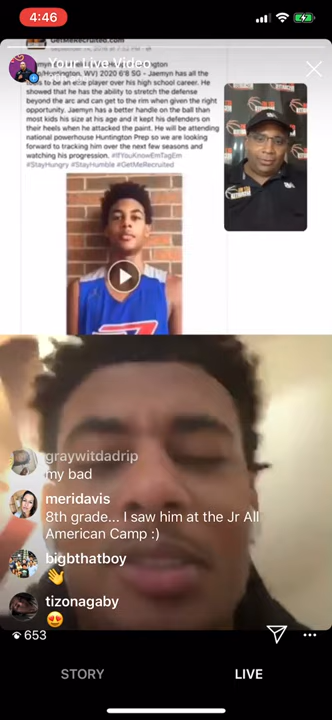 4:46
GetMeRecruited.com
Your Live Video
Huntington, WV) 2020 6'8 SG - Jaemyn has all the
to be an elite player over his high school career. He
showed that he has the ability to stretch the defense
beyond the arc and can get to the rim when given the right
opportunity. Jaemyn has a better handle on the ball than
most kids his size at his age and it kept his defenders on
their heels when he attacked the paint. He will be attending
national powerhouse Huntington Prep so we are looking
forward to tracking him over the next few seasons and
watching his progression. #IfYouKnowEmTagEm
#StayHungry #StayHumble #GetMeRecruited
graywitdadrip
my bad
meridavis
8th grade... I saw him at the Jr All
American Camp :)
bigbthatboy
👋
tizonagaby
😍
653
STORY
LIVE